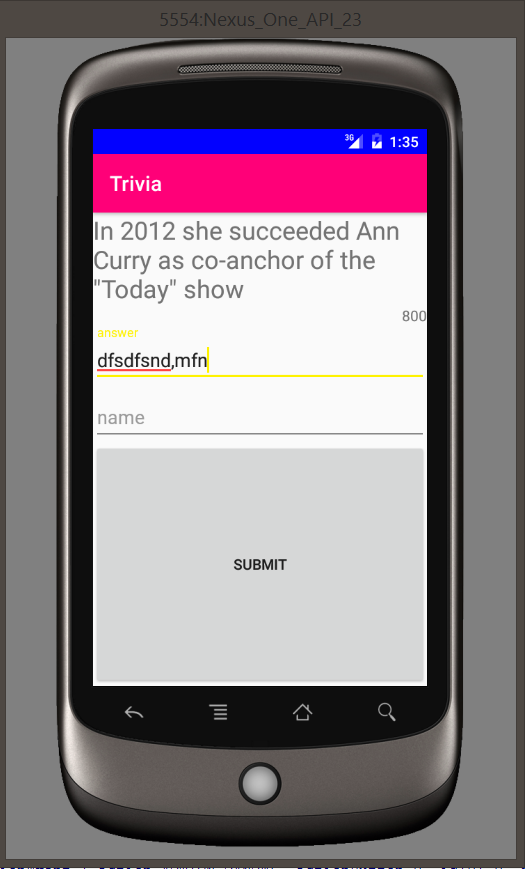 5554:Nexus_One_API_23
3G 1:35
Trivia
In 2012 she succeeded Ann
Curry as co-anchor of the
"Today" show
800
answer
dfsdfsnd,mfn
name
SUBMIT